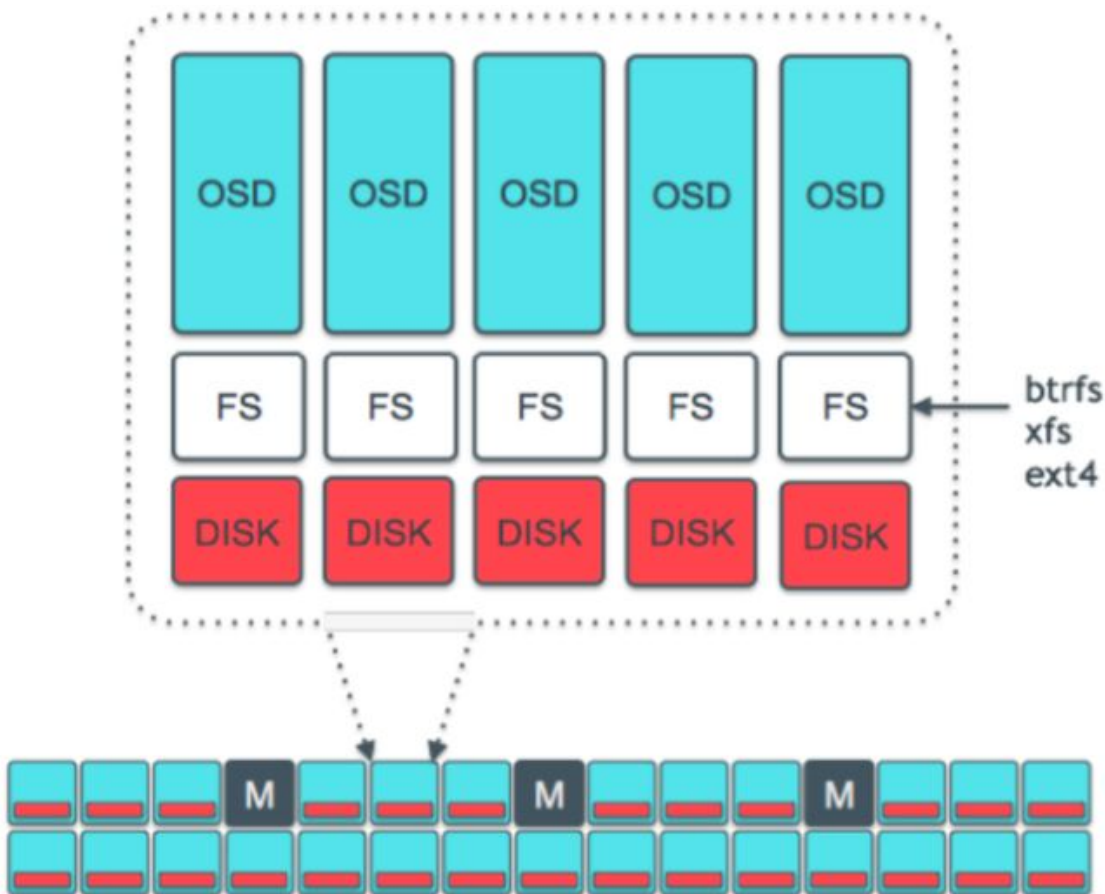 OSD OSD OSD OSD OSD
FS FS FS FS FS
btrfs
xfs
ext4
DISK DISK DISK DISK DISK
M M M